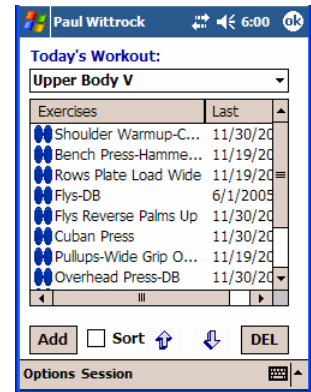 Paul Wittrock 6:00 ok
Today's Workout:
Upper Body V
Exercises Last
Shoulder Warmup-C... 11/30/20
Bench Press-Hamme... 11/19/20
Rows Plate Load Wide 11/19/20
Flys-DB 6/1/2005
Flys Reverse Palms Up 11/30/20
Cuban Press 11/30/20
Pullups-Wide Grip O... 11/19/20
Overhead Press-DB 11/30/20
Add Sort DEL
Options Session